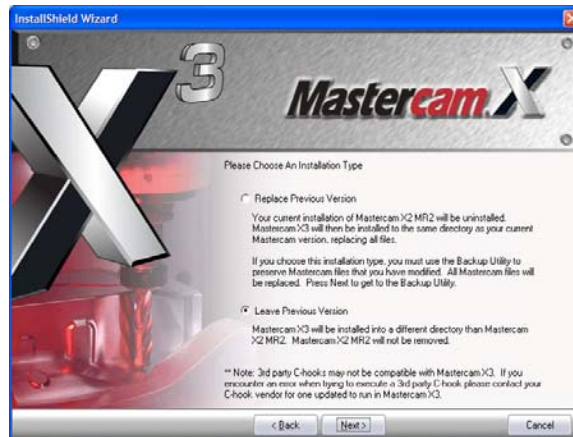 InstallShield Wizard
X
3
Mastercam.X
Please Choose An Installation Type
Replace Previous Version
Your current installation of Mastercam X2 MR2 will be uninstalled.
Mastercam X3 will then be installed to the same directory as your current
Mastercam version, replacing all files.
If you choose this installation type, you must use the Backup Utility to
preserve Mastercam files that you have modified. All Mastercam files will
be replaced. Press Next to get to the Backup Utility.
Leave Previous Version
Mastercam X3 will be installed into a different directory than Mastercam
X2 MR2. Mastercam X2 MR2 will not be removed.
** Note: 3rd party C-hooks may not be compatible with Mastercam X3. If you
encounter an error when trying to execute a 3rd party C-hook please contact your
C-hook vendor for one updated to run in Mastercam X3.
< Back Next > Cancel